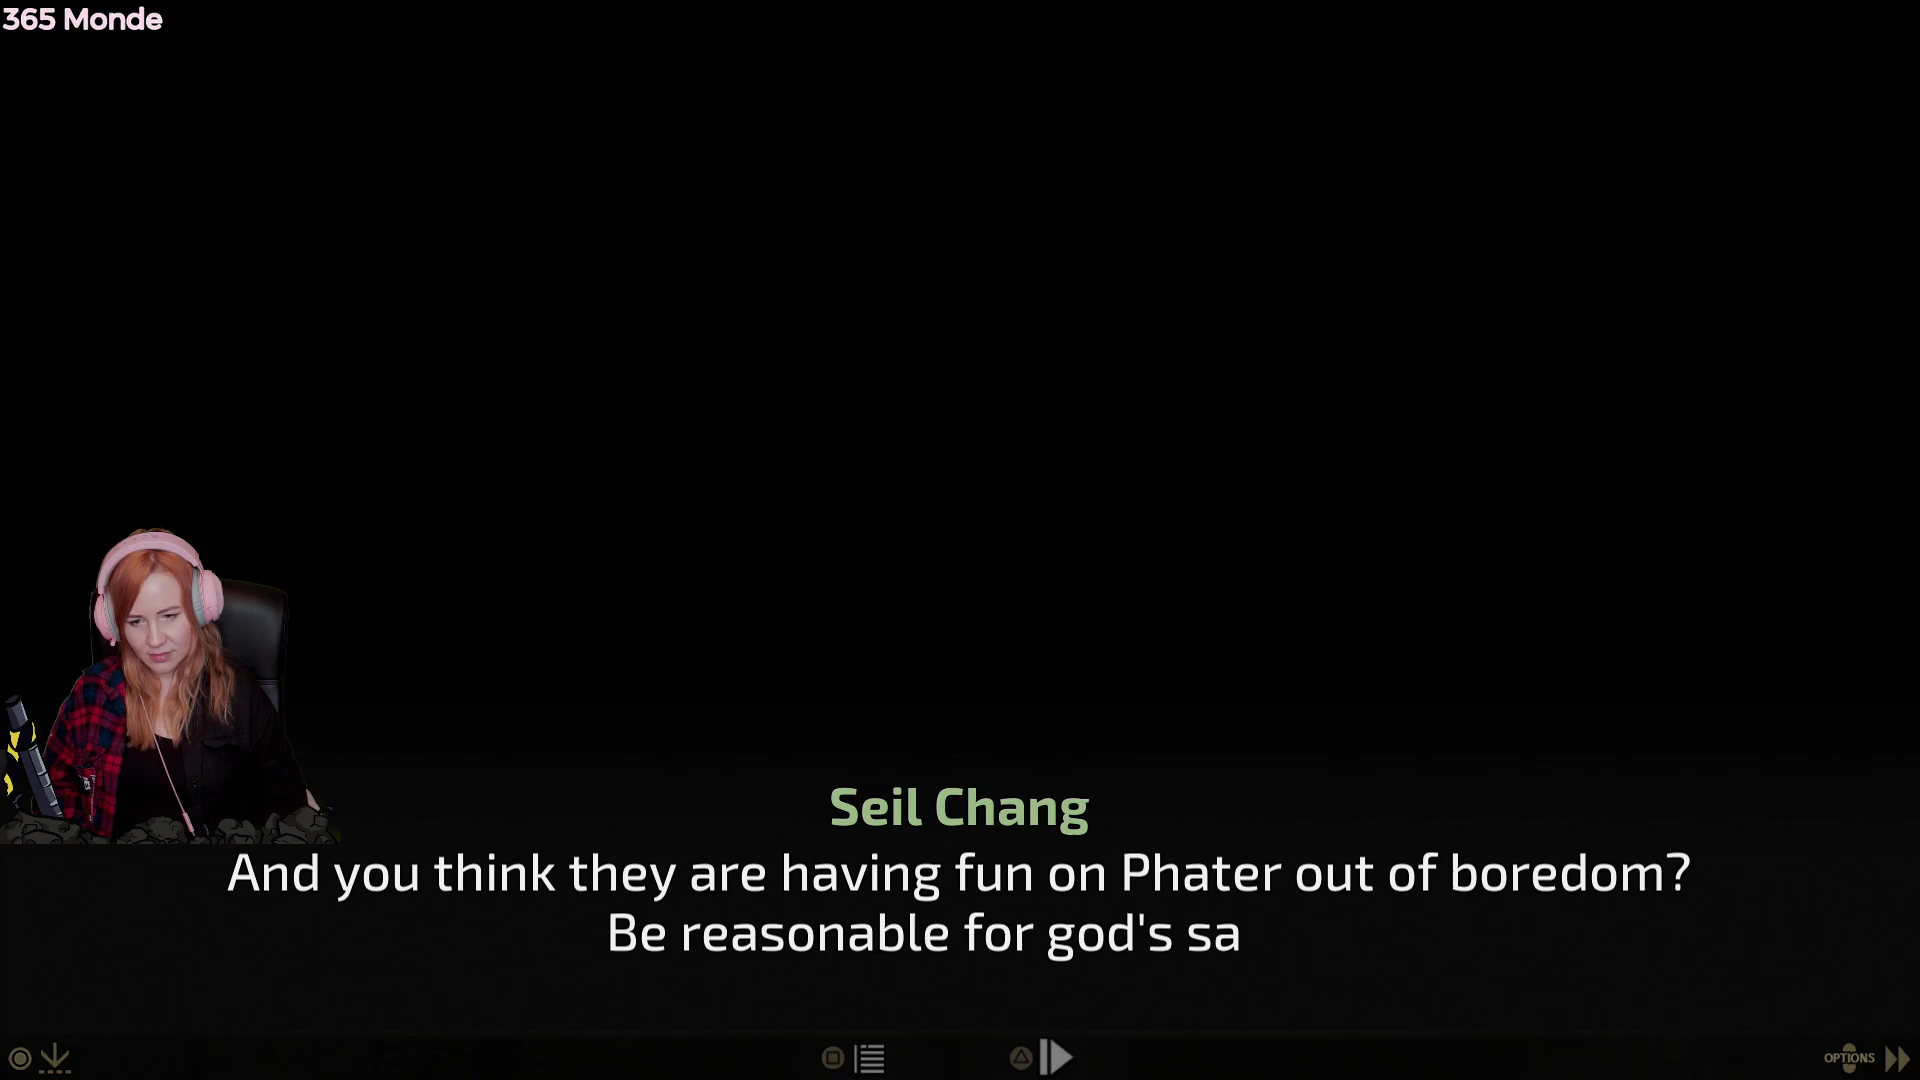 365 Monde
Seil Chang
And you think they are having fun on Phater out of boredom?
Be reasonable for god's sa
OPTIONS